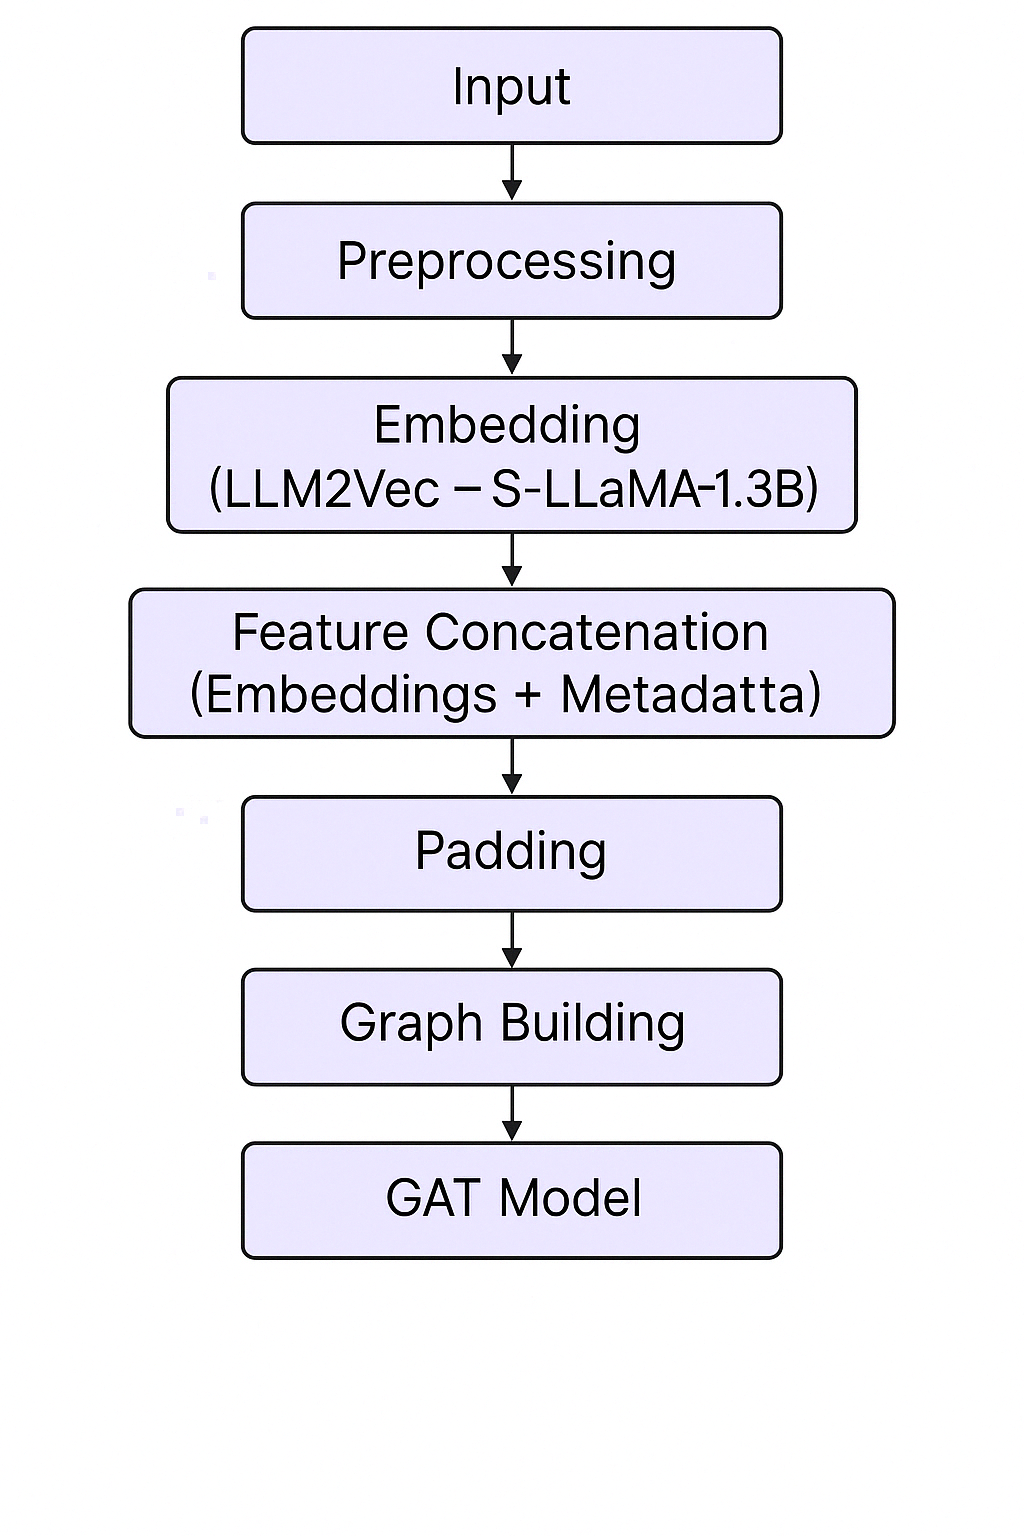 Input
Preprocessing
Embedding
(LLM2Vec – S-LLaMA-1.3B)
Feature Concatenation
(Embeddings + Metadatta)
Padding
Graph Building
GAT Model